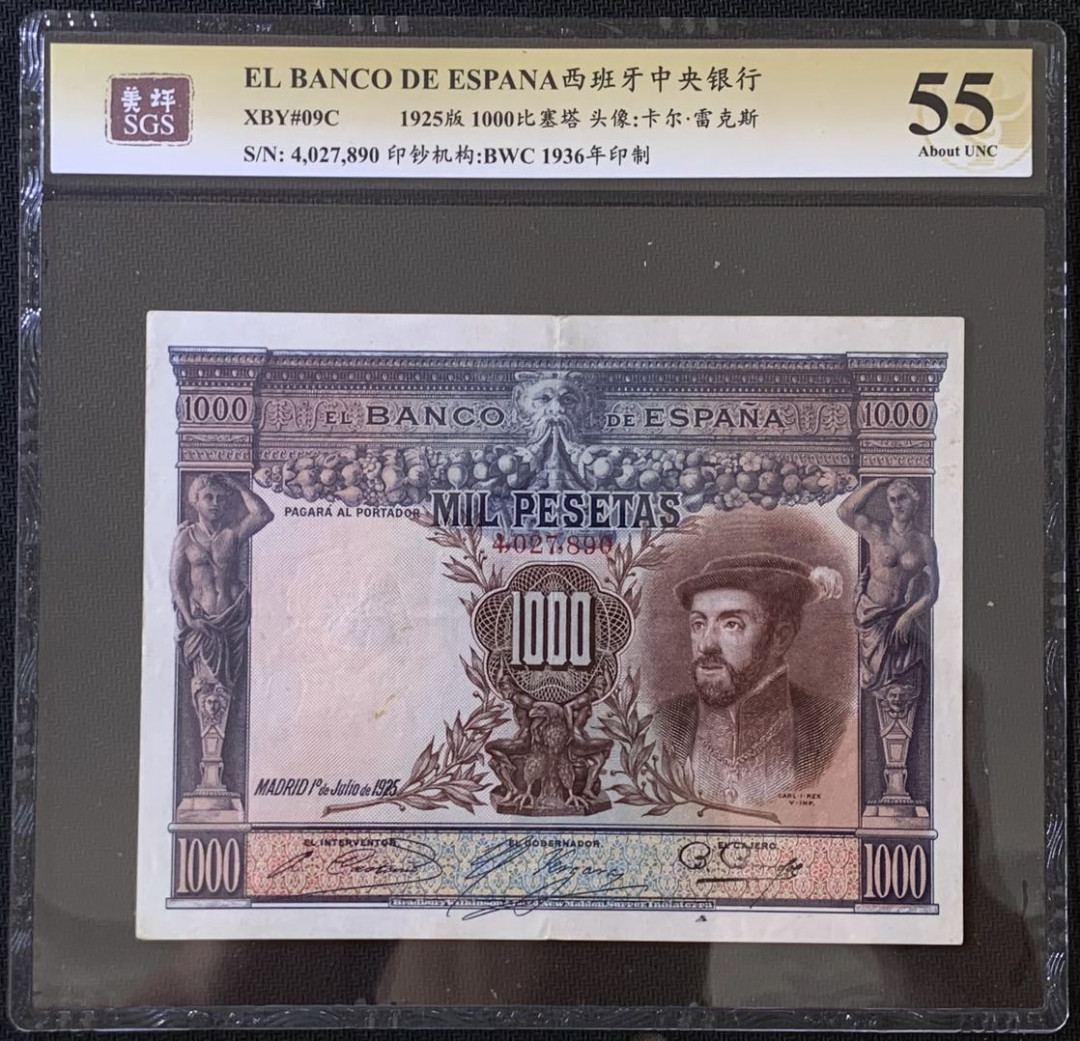 EL BANCO DE ESPANA西班牙中央银行
美评
SGS
XBY#09C 1925版 1000比塞塔 头像:卡尔·雷克斯
S/N: 4,027,890 印钞机构:BWC 1936年印制
55
About UNC
1000 EL BANCO DE ESPAÑA 1000
PAGARÁ AL PORTADOR MIL PESETAS
4,027,890
1000
MADRID 1º de Julio de 1925
CARL·I·REX
V·IMP.
EL INTERVENTOR EL GOBERNADOR EL CAJERO
1000 1000
A